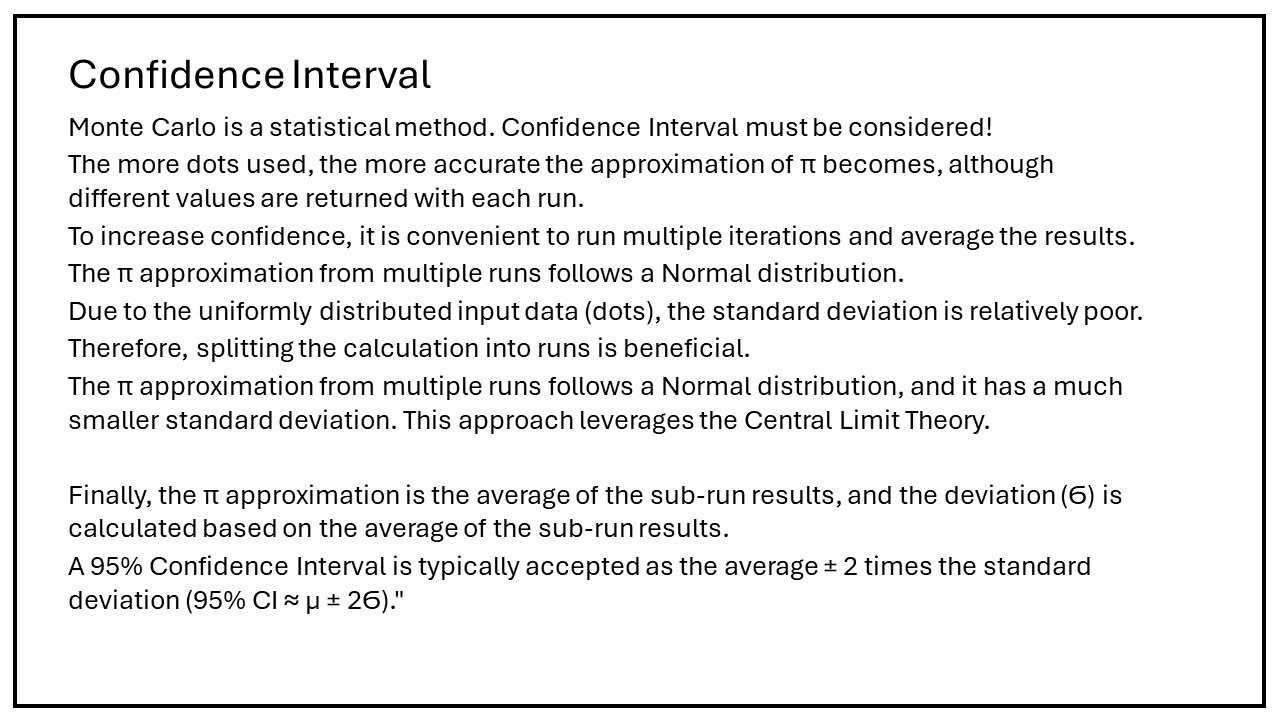 Confidence Interval
Monte Carlo is a statistical method. Confidence Interval must be considered!
The more dots used, the more accurate the approximation of π becomes, although
different values are returned with each run.
To increase confidence, it is convenient to run multiple iterations and average the results.
The π approximation from multiple runs follows a Normal distribution.
Due to the uniformly distributed input data (dots), the standard deviation is relatively poor.
Therefore, splitting the calculation into runs is beneficial.
The π approximation from multiple runs follows a Normal distribution, and it has a much
smaller standard deviation. This approach leverages the Central Limit Theory.
Finally, the π approximation is the average of the sub-run results, and the deviation (Ϭ) is
calculated based on the average of the sub-run results.
A 95% Confidence Interval is typically accepted as the average ± 2 times the standard
deviation (95% CI ≈ μ ± 2Ϭ)."